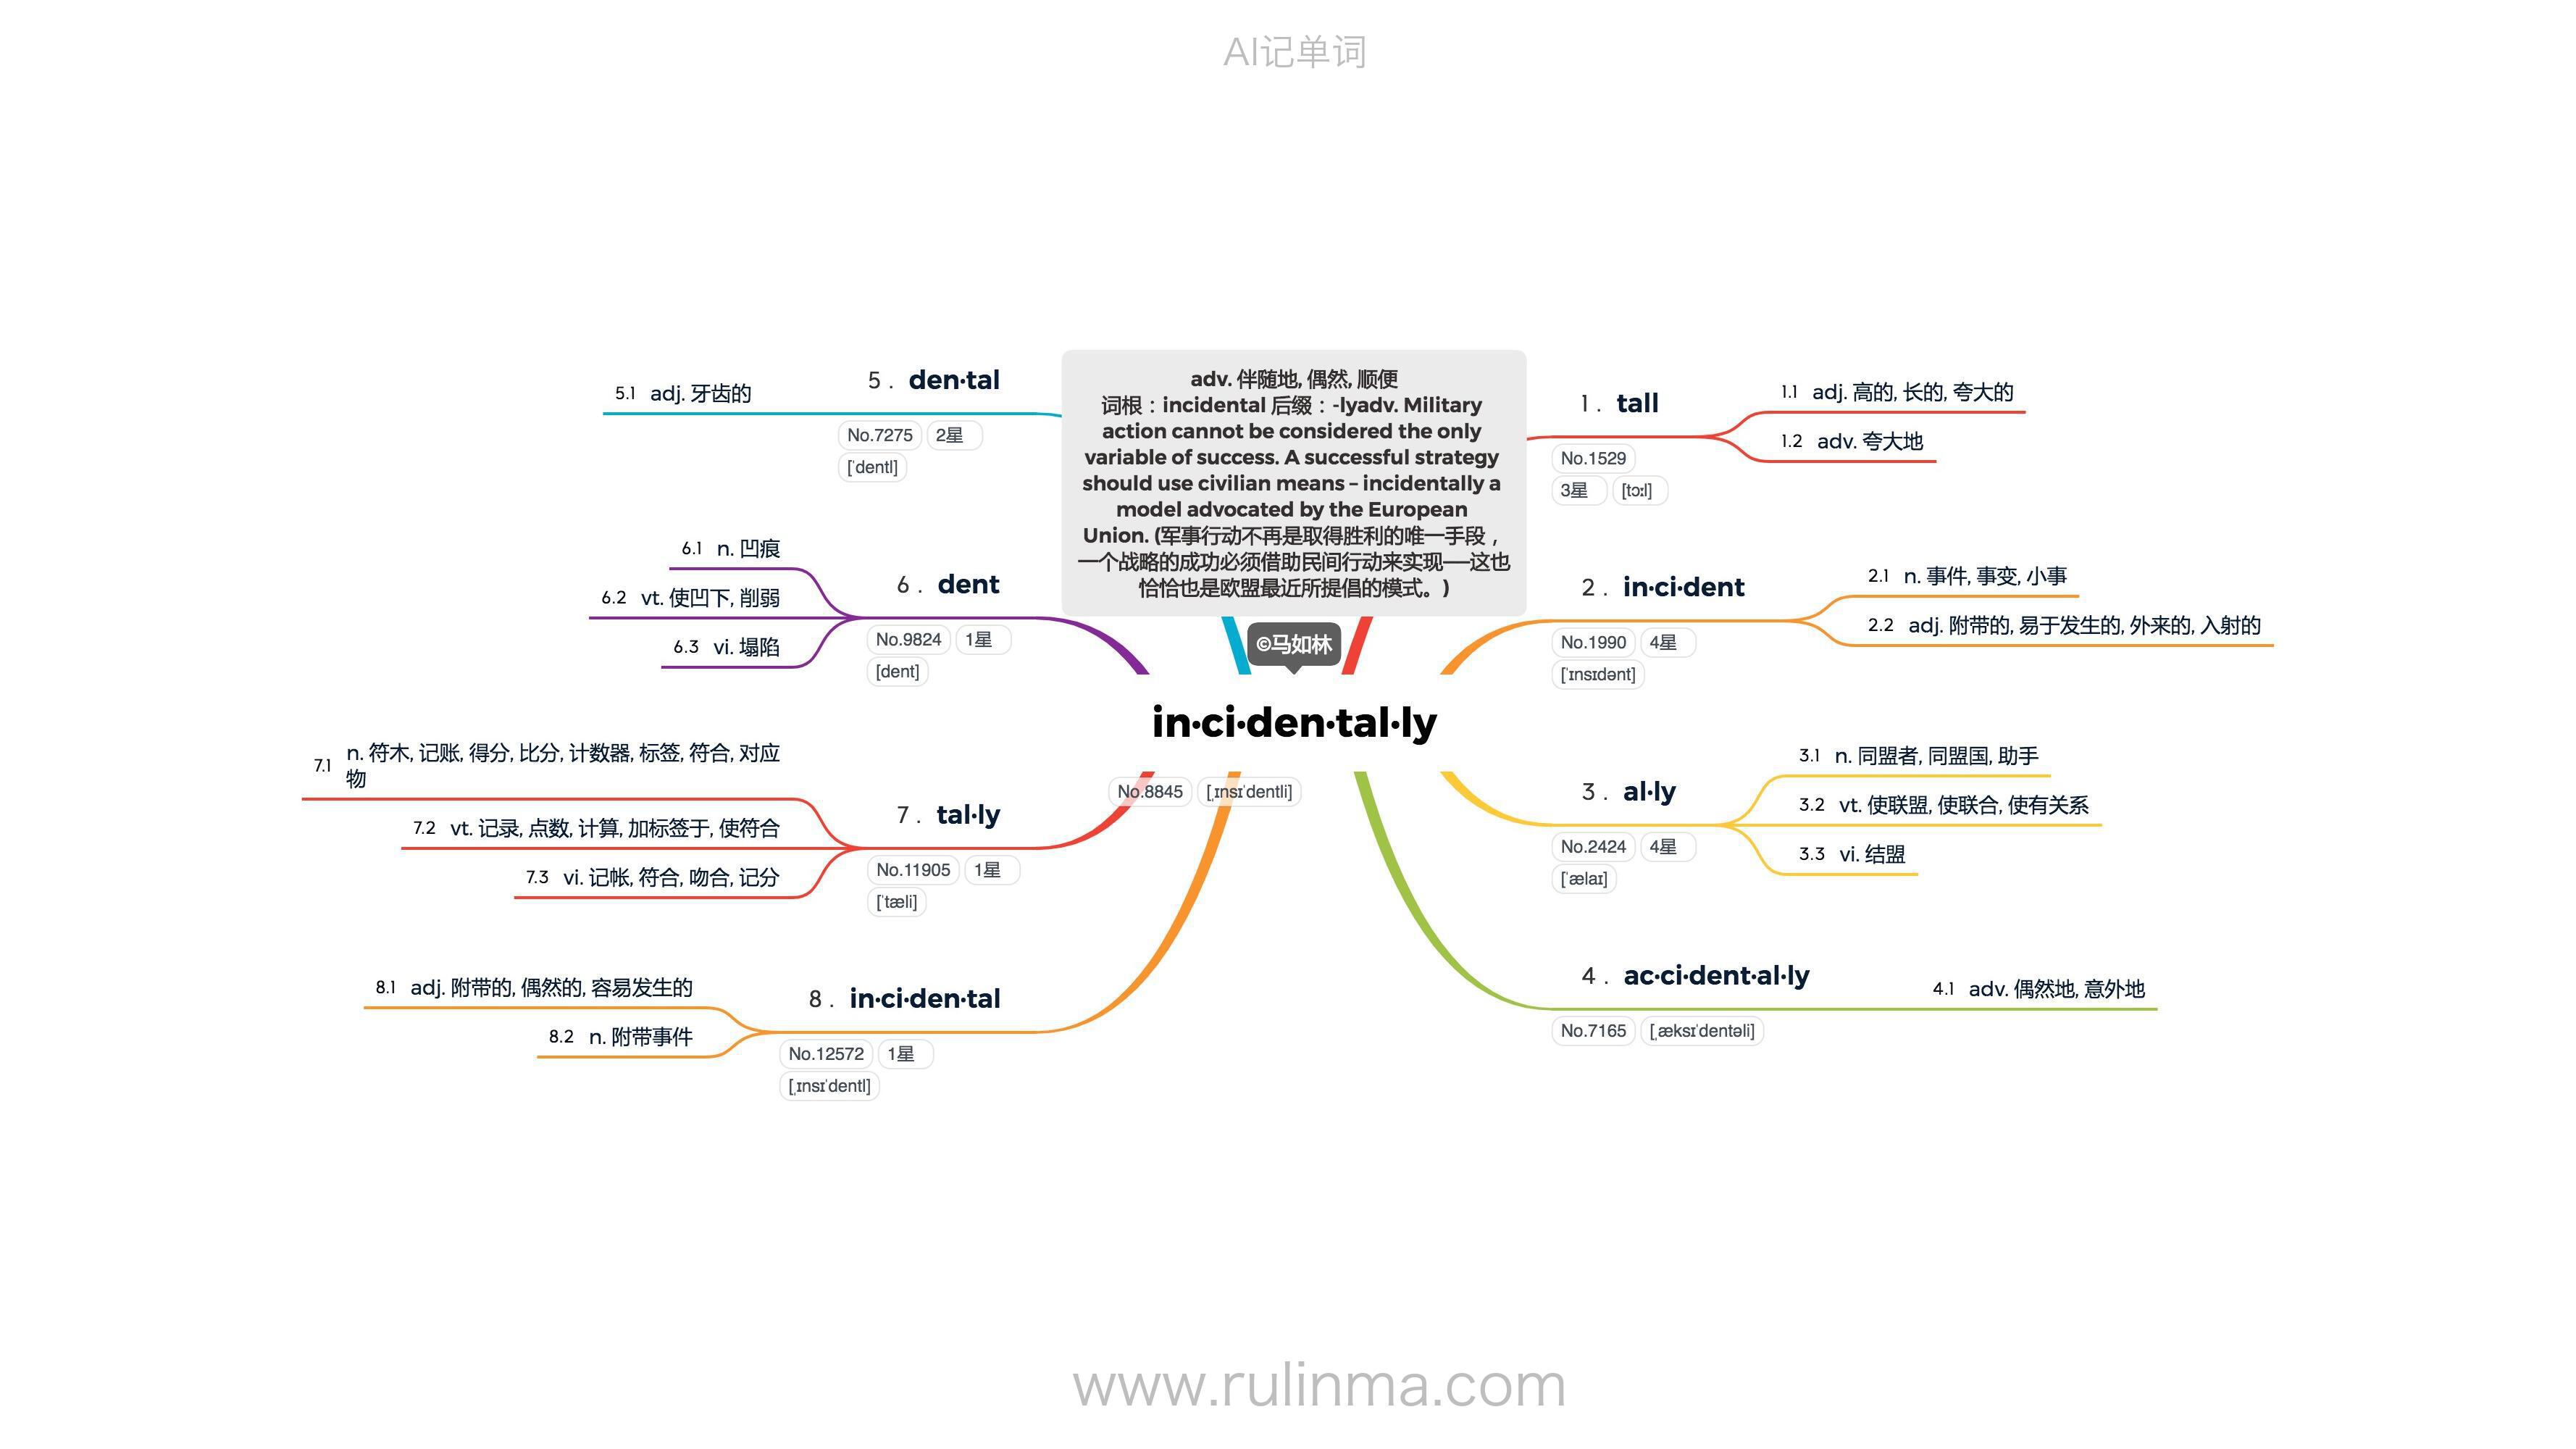 AI记单词
adv. 伴随地, 偶然, 顺便
词根：incidental 后缀：-lyadv. Military
action cannot be considered the only
variable of success. A successful strategy
should use civilian means – incidentally a
model advocated by the European
Union. (军事行动不再是取得胜利的唯一手段，
一个战略的成功必须借助民间行动来实现——这也
恰恰也是欧盟最近所提倡的模式。)
©马如林
in·ci·den·tal·ly
No.8845 [ˌɪnsɪˈdentli]
1 . tall
No.1529
3星 [tɔːl]
1.1 adj. 高的, 长的, 夸大的
1.2 adv. 夸大地
2 . in·ci·dent
No.1990 4星
[ˈɪnsɪdənt]
2.1 n. 事件, 事变, 小事
2.2 adj. 附带的, 易于发生的, 外来的, 入射的
3 . al·ly
No.2424 4星
[ˈælaɪ]
3.1 n. 同盟者, 同盟国, 助手
3.2 vt. 使联盟, 使联合, 使有关系
3.3 vi. 结盟
4 . ac·ci·dent·al·ly
No.7165 [ˌæksɪˈdentəli]
4.1 adv. 偶然地, 意外地
5 . den·tal
No.7275 2星
[ˈdentl]
5.1 adj. 牙齿的
6 . dent
No.9824 1星
[dent]
6.1 n. 凹痕
6.2 vt. 使凹下, 削弱
6.3 vi. 塌陷
7 . tal·ly
No.11905 1星
[ˈtæli]
7.1 n. 符木, 记账, 得分, 比分, 计数器, 标签, 符合, 对应
物
7.2 vt. 记录, 点数, 计算, 加标签于, 使符合
7.3 vi. 记帐, 符合, 吻合, 记分
8 . in·ci·den·tal
No.12572 1星
[ˌɪnsɪˈdentl]
8.1 adj. 附带的, 偶然的, 容易发生的
8.2 n. 附带事件
www.rulinma.com